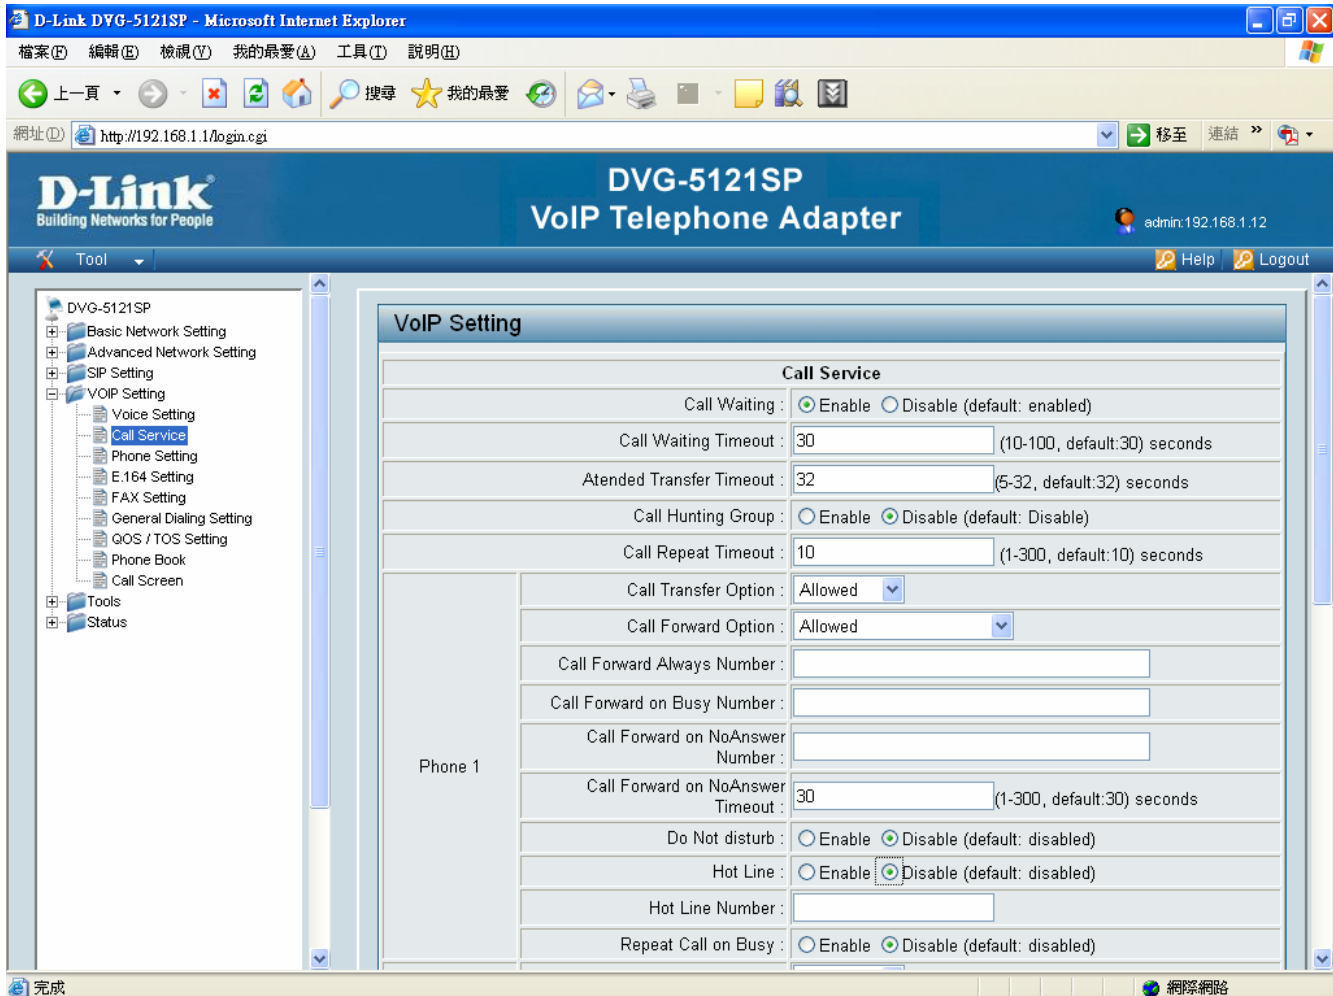 D-Link DVG-5121SP - Microsoft Internet Explorer
檔案(F) 編輯(E) 檢視(V) 我的最愛(A) 工具(T) 說明(H)
上一頁 搜尋 我的最愛
網址(D) http://192.168.1.1/login.cgi 移至 連結 »
D-Link®
Building Networks for People
DVG-5121SP
VoIP Telephone Adapter
admin:192.168.1.12
Tool Help Logout
DVG-5121SP
Basic Network Setting
Advanced Network Setting
SIP Setting
VOIP Setting
Voice Setting
Call Service
Phone Setting
E.164 Setting
FAX Setting
General Dialing Setting
QOS / TOS Setting
Phone Book
Call Screen
Tools
Status
VoIP Setting
Call Service
Call Waiting : Enable Disable (default: enabled)
Call Waiting Timeout : 30 (10-100, default:30) seconds
Atended Transfer Timeout : 32 (5-32, default:32) seconds
Call Hunting Group : Enable Disable (default: Disable)
Call Repeat Timeout : 10 (1-300, default:10) seconds
Phone 1
Call Transfer Option : Allowed
Call Forward Option : Allowed
Call Forward Always Number :
Call Forward on Busy Number :
Call Forward on NoAnswer
Number :
Call Forward on NoAnswer
Timeout : 30 (1-300, default:30) seconds
Do Not disturb : Enable Disable (default: disabled)
Hot Line : Enable Disable (default: disabled)
Hot Line Number :
Repeat Call on Busy : Enable Disable (default: disabled)
完成 網際網路